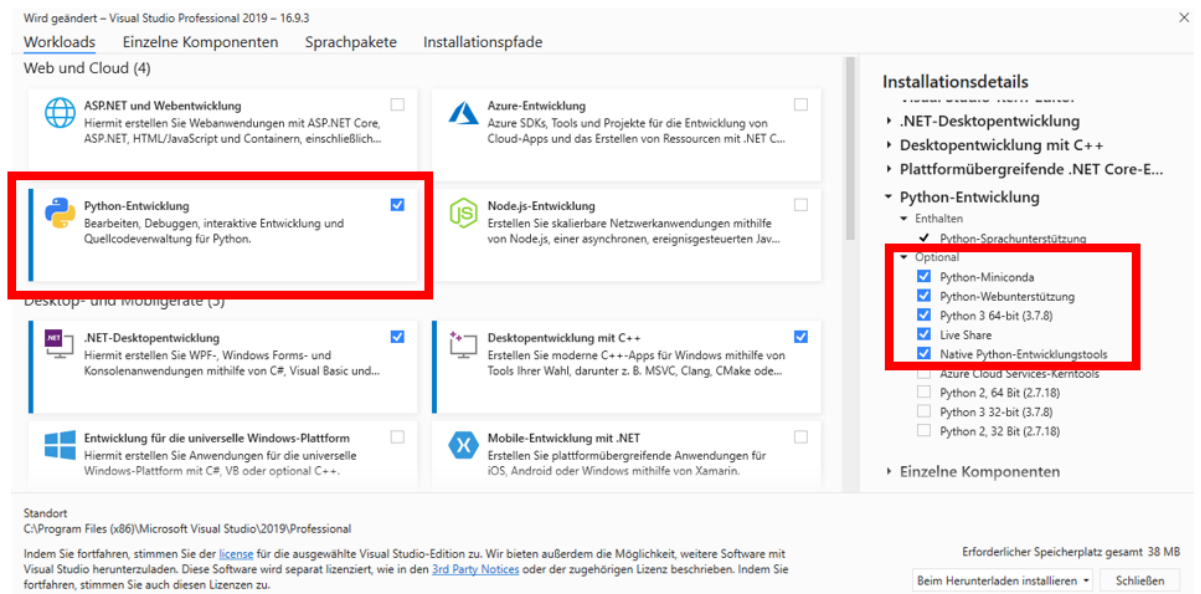 Wird geändert – Visual Studio Professional 2019 – 16.9.3
Workloads Einzelne Komponenten Sprachpakete Installationspfade
Web und Cloud (4)
ASP.NET und Webentwicklung
Hiermit erstellen Sie Webanwendungen mit ASP.NET Core,
ASP.NET, HTML/JavaScript und Containern, einschließlich...
Azure-Entwicklung
Azure SDKs, Tools und Projekte für die Entwicklung von
Cloud-Apps und das Erstellen von Ressourcen mit .NET C...
Python-Entwicklung
Bearbeiten, Debuggen, interaktive Entwicklung und
Quellcodeverwaltung für Python.
JS
Node.js-Entwicklung
Erstellen Sie skalierbare Netzwerkanwendungen mithilfe
von Node.js, einer asynchronen, ereignisgesteuerten Jav...
Desktop- und Mobilgeräte (5)
.NET
.NET-Desktopentwicklung
Hiermit erstellen Sie WPF-, Windows Forms- und
Konsolenanwendungen mithilfe von C#, Visual Basic und...
Desktopentwicklung mit C++
Erstellen Sie moderne C++-Apps für Windows mithilfe von
Tools Ihrer Wahl, darunter z. B. MSVC, Clang, CMake ode...
Entwicklung für die universelle Windows-Plattform
Hiermit erstellen Sie Anwendungen für die universelle
Windows-Plattform mit C#, VB oder optional C++.
Mobile-Entwicklung mit .NET
Erstellen Sie plattformübergreifende Anwendungen für
iOS, Android oder Windows mithilfe von Xamarin.
Installationsdetails
Visual Studio-Kern-Editor
.NET-Desktopentwicklung
Desktopentwicklung mit C++
Plattformübergreifende .NET Core-E...
Python-Entwicklung
Enthalten
Python-Sprachunterstützung
Optional
Python-Miniconda
Python-Webunterstützung
Python 3 64-bit (3.7.8)
Live Share
Native Python-Entwicklungstools
Azure Cloud Services-Kerntools
Python 2, 64 Bit (2.7.18)
Python 3 32-bit (3.7.8)
Python 2, 32 Bit (2.7.18)
Einzelne Komponenten
Standort
C:\Program Files (x86)\Microsoft Visual Studio\2019\Professional
Indem Sie fortfahren, stimmen Sie der license für die ausgewählte Visual Studio-Edition zu. Wir bieten außerdem die Möglichkeit, weitere Software mit
Visual Studio herunterzuladen. Diese Software wird separat lizenziert, wie in den 3rd Party Notices oder der zugehörigen Lizenz beschrieben. Indem Sie
fortfahren, stimmen Sie auch diesen Lizenzen zu.
Erforderlicher Speicherplatz gesamt 38 MB
Beim Herunterladen installieren Schließen